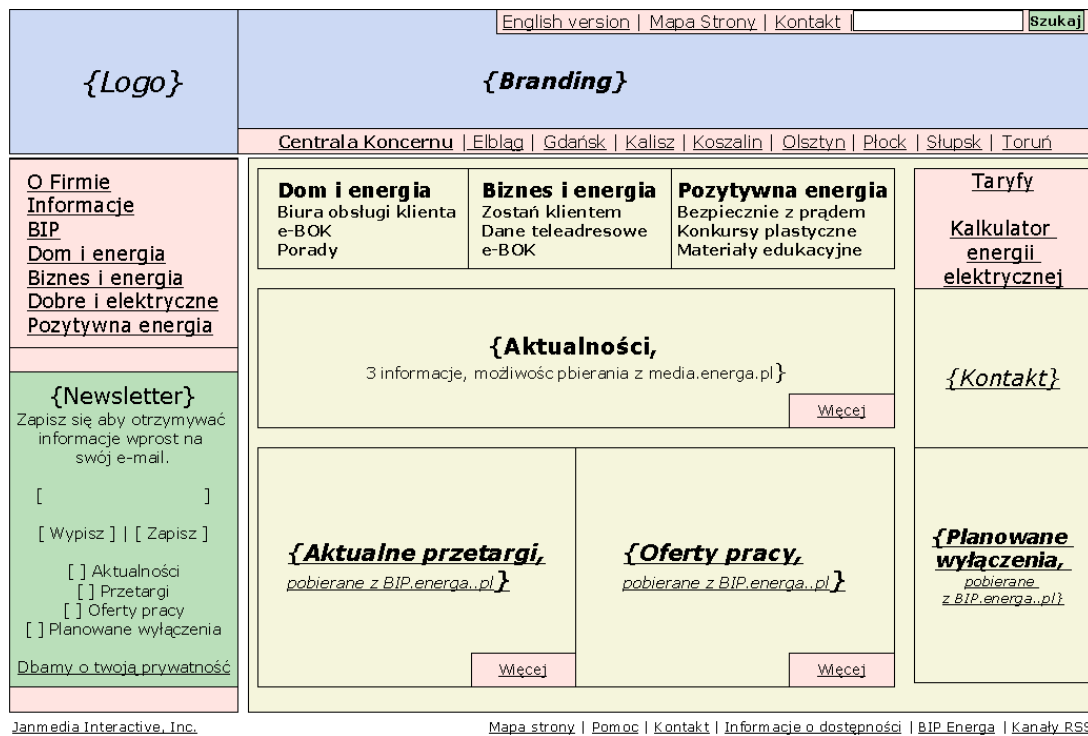 English version | Mapa Strony | Kontakt | Szukaj
{Logo}
{Branding}
Centrala Koncernu | Elbląg | Gdańsk | Kalisz | Koszalin | Olsztyn | Płock | Słupsk | Toruń
O Firmie
Informacje
BIP
Dom i energia
Biznes i energia
Dobre i elektryczne
Pozytywna energia
{Newsletter}
Zapisz się aby otrzymywać
informacje wprost na
swój e-mail.
[ ]
[ Wypisz ] | [ Zapisz ]
[ ] Aktualności
[ ] Przetargi
[ ] Oferty pracy
[ ] Planowane wyłączenia
Dbamy o twoją prywatność
Dom i energia
Biura obsługi klienta
e-BOK
Porady
Biznes i energia
Zostań klientem
Dane teleadresowe
e-BOK
Pozytywna energia
Bezpiecznie z prądem
Konkursy plastyczne
Materiały edukacyjne
{Aktualności,
3 informacje, możliwośc pbierania z media.energa.pl}
Więcej
{Aktualne przetargi,
pobierane z BIP.energa..pl}
Więcej
{Oferty pracy,
pobierane z BIP.energa..pl}
Więcej
Taryfy
Kalkulator
energii
elektrycznej
{Kontakt}
{Planowane
wyłączenia,
pobierane
z BIP.energa..pl}
Janmedia Interactive, Inc.
Mapa strony | Pomoc | Kontakt | Informacje o dostępności | BIP Energa | Kanały RSS